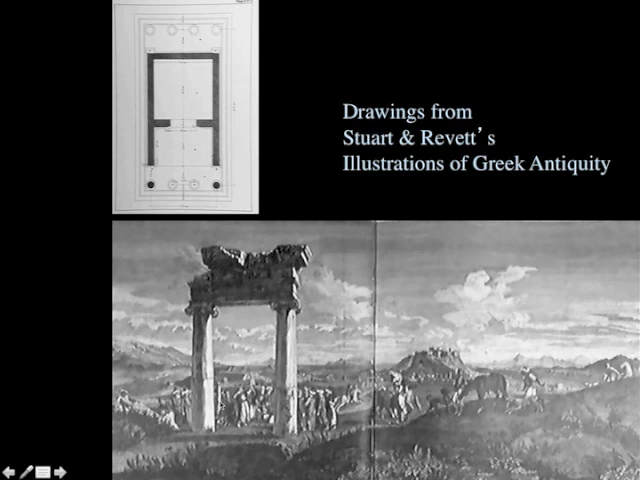 Drawings from
Stuart & Revett’s
Illustrations of Greek Antiquity